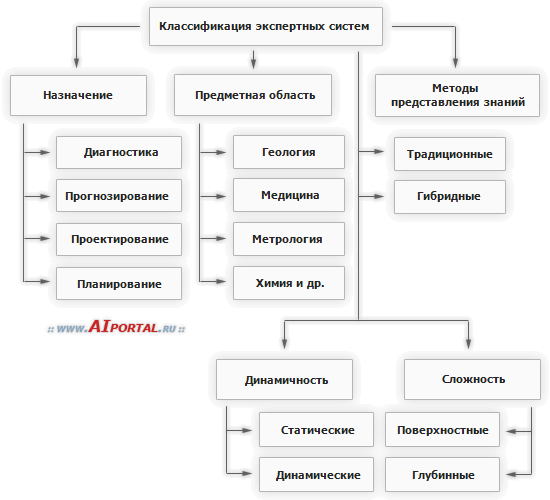 Классификация экспертных систем
Назначение
Предметная область
Методы
представления знаний
Диагностика
Прогнозирование
Проектирование
Планирование
Геология
Медицина
Метрология
Химия и др.
Традиционные
Гибридные
:: www.AIPORTAL.RU ::
Динамичность
Сложность
Статические
Динамические
Поверхностные
Глубинные